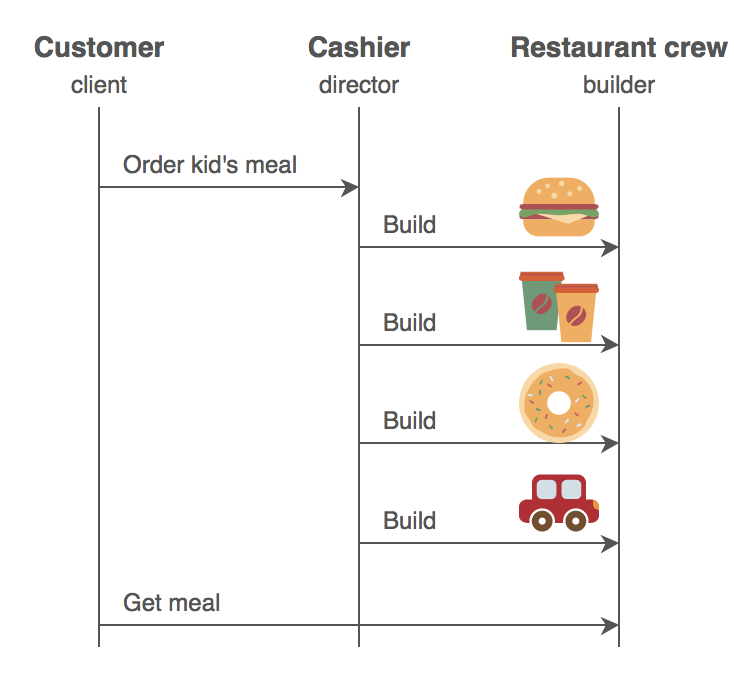 Customer
client
Cashier
director
Restaurant crew
builder
Order kid's meal
Build
Build
Build
Build
Get meal